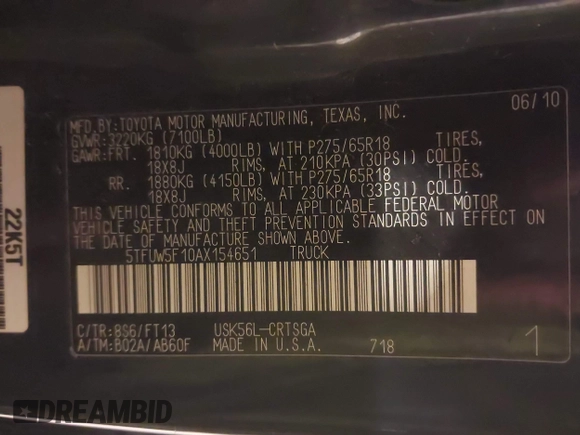 MFD.BY:TOYOTA MOTOR MANUFACTURING, TEXAS, INC. 06/10
GVWR:3220KG (7100LB)
GAWR:FRT. 1810KG (4000LB) WITH P275/65R18 TIRES,
18X8J RIMS, AT 210KPA (30PSI) COLD.
RR. 1880KG (4150LB) WITH P275/65R18 TIRES,
18X8J RIMS, AT 230KPA (33PSI) COLD.
THIS VEHICLE CONFORMS TO ALL APPLICABLE FEDERAL MOTOR
VEHICLE SAFETY AND THEFT PREVENTION STANDARDS IN EFFECT ON
THE DATE OF MANUFACTURE SHOWN ABOVE.
5TFUW5F10AX154651 TRUCK
C/TR:8S6/FT13 USK56L-CRTSGA
A/TM:B02A/AB60F MADE IN U.S.A. 718 1
22K5T
DREAMBID